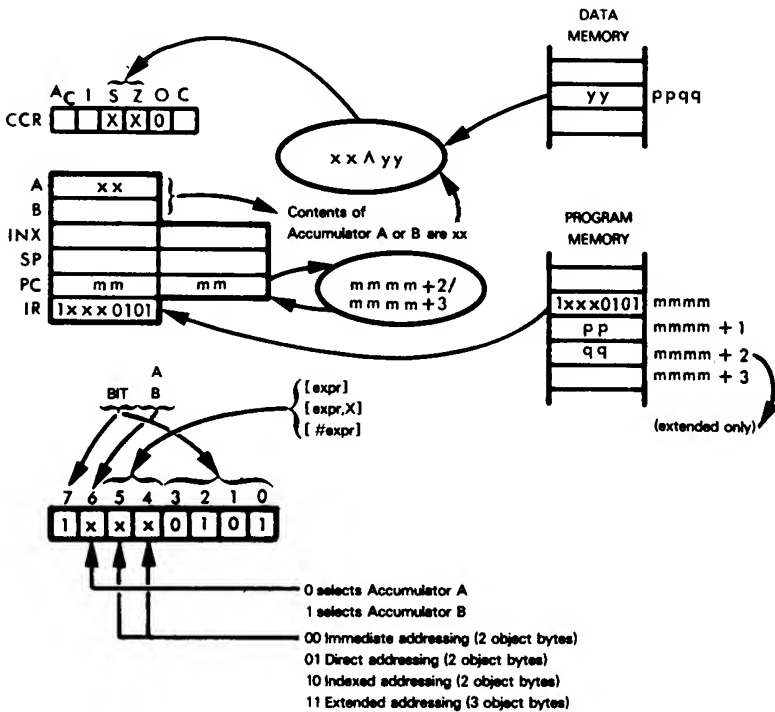 DATA
MEMORY
yy ppqq
A_C I S Z O C
CCR X X 0
xx ∧ yy
A xx
B
Contents of
Accumulator A or B are xx
INX
SP
PC mm mm
IR 1xxx0101
mmmm+2/
mmmm+3
PROGRAM
MEMORY
1xxx0101 mmmm
pp mmmm + 1
qq mmmm + 2
mmmm + 3
(extended only)
A
BIT B
[expr]
[expr,X]
[ #expr]
7 6 5 4 3 2 1 0
1 x x x 0 1 0 1
0 selects Accumulator A
1 selects Accumulator B
00 Immediate addressing (2 object bytes)
01 Direct addressing (2 object bytes)
10 Indexed addressing (2 object bytes)
11 Extended addressing (3 object bytes)